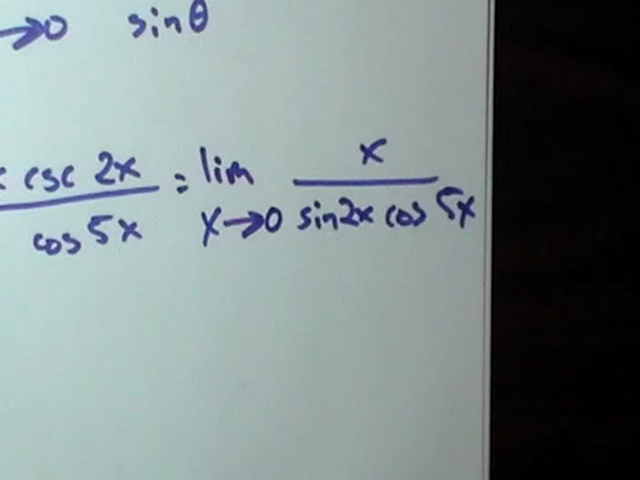 →0 sinθ
x csc 2x = lim x
cos 5x x→0 sin2x cos 5x